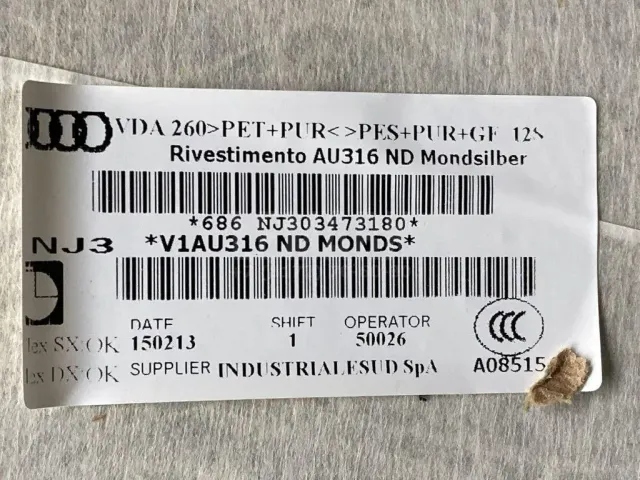 VDA 260>PET+PUR< >PES+PUR+GF 12S
Rivestimento AU316 ND Mondsilber
*686 NJ303473180*
NJ3 *V1AU316 ND MONDS*
DATE SHIFT OPERATOR
lex SX:OK 150213 1 50026
lex DX:OK SUPPLIER INDUSTRIALESUD SpA
CCC
A08515